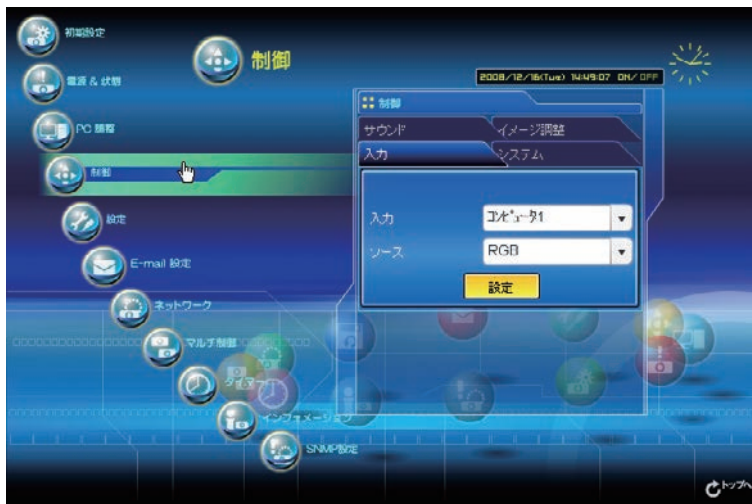 初期設定
電源 & 状態
PC 調整
制御
設定
E-mail 設定
ネットワーク
マルチ制御
タイマー
インフォメーション
SNMP設定
制御
2008/12/16(Tue) 14:49:07 ON/OFF
制御
サウンド
イメージ調整
入力
システム
入力
コンピュータ1
ソース
RGB
設定
トップへ